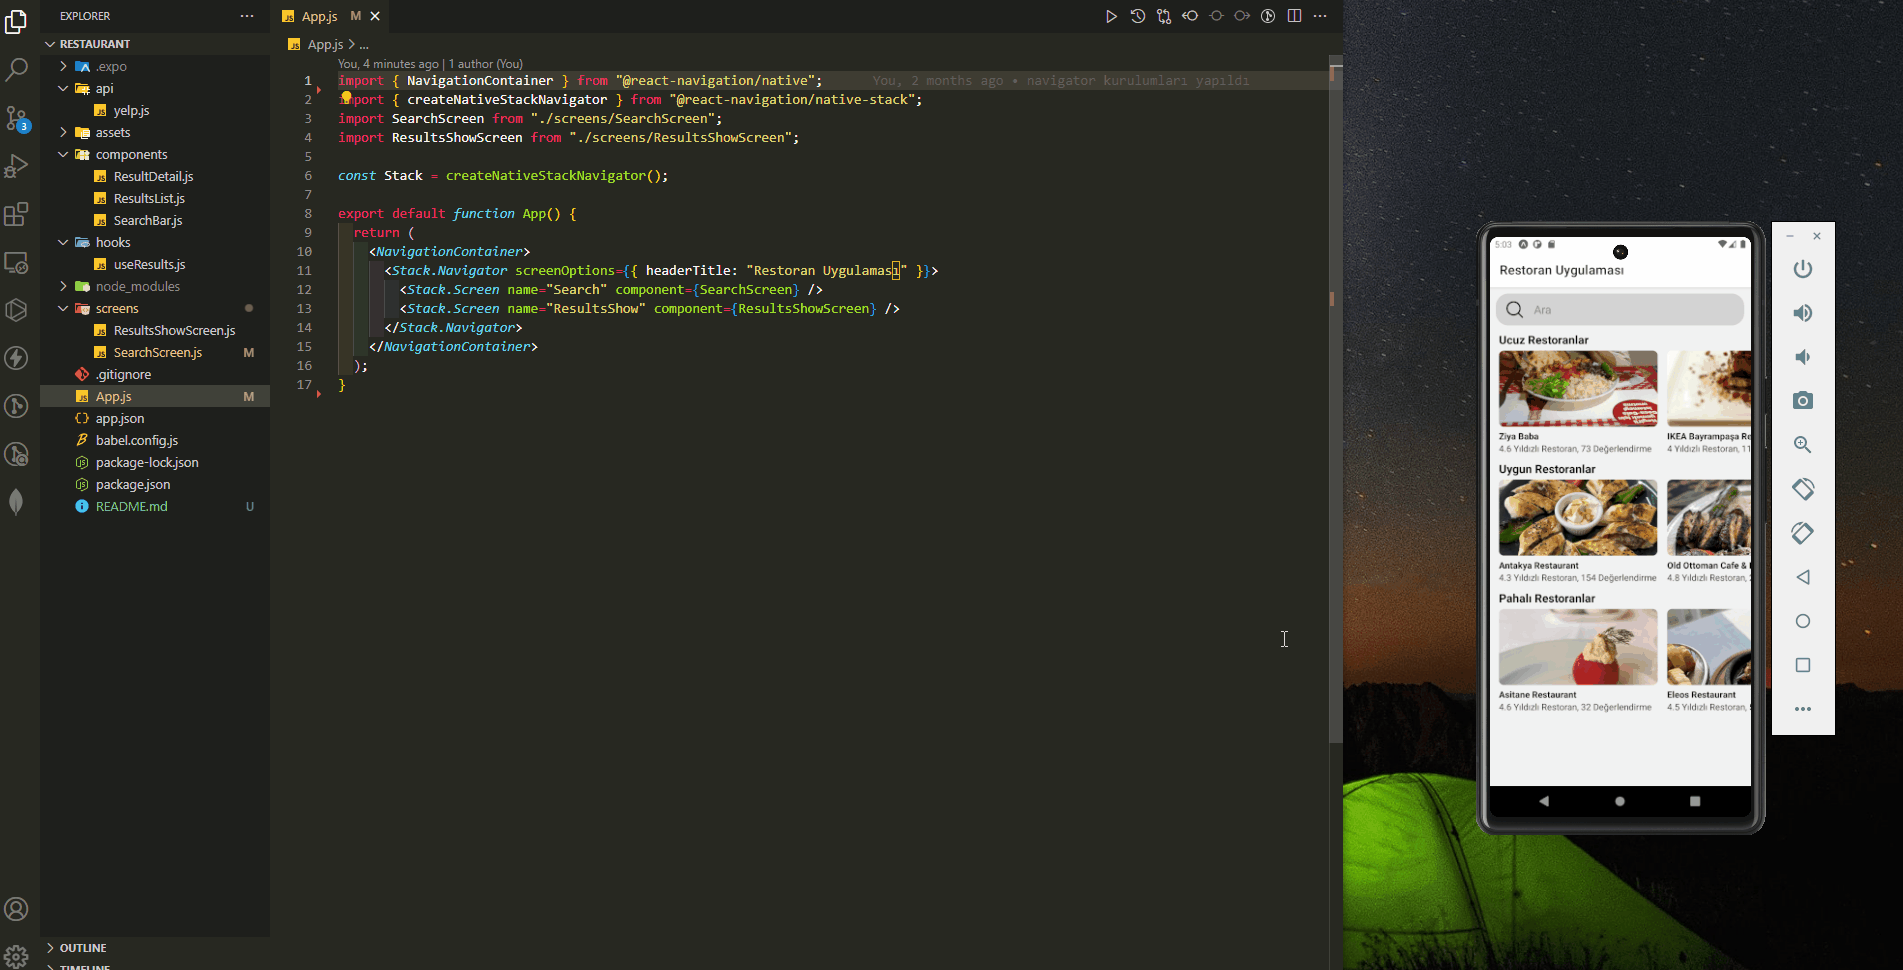 EXPLORER
RESTAURANT
.expo
api
yelp.js
assets
components
ResultDetail.js
ResultsList.js
SearchBar.js
hooks
useResults.js
node_modules
screens
ResultsShowScreen.js
SearchScreen.js M
.gitignore
App.js M
app.json
babel.config.js
package-lock.json
package.json
README.md U
OUTLINE
TIMELINE
3
App.js M
App.js > ...
You, 4 minutes ago | 1 author (You)
1 import { NavigationContainer } from "@react-navigation/native"; You, 2 months ago • navigator kurulumları yapıldı
2 import { createNativeStackNavigator } from "@react-navigation/native-stack";
3 import SearchScreen from "./screens/SearchScreen";
4 import ResultsShowScreen from "./screens/ResultsShowScreen";
5
6 const Stack = createNativeStackNavigator();
7
8 export default function App() {
9 return (
10 <NavigationContainer>
11 <Stack.Navigator screenOptions={{ headerTitle: "Restoran Uygulaması" }}>
12 <Stack.Screen name="Search" component={SearchScreen} />
13 <Stack.Screen name="ResultsShow" component={ResultsShowScreen} />
14 </Stack.Navigator>
15 </NavigationContainer>
16 );
17 }
5:03
Restoran Uygulaması
Ara
Ucuz Restoranlar
Ziya Baba
4.6 Yıldızlı Restoran, 73 Değerlendirme
IKEA Bayrampaşa Re
4 Yıldızlı Restoran, 11
Uygun Restoranlar
Antakya Restaurant
4.3 Yıldızlı Restoran, 154 Değerlendirme
Old Ottoman Cafe &
4.8 Yıldızlı Restoran,
Pahalı Restoranlar
Asitane Restaurant
4.6 Yıldızlı Restoran, 32 Değerlendirme
Eleos Restaurant
4.5 Yıldızlı Restoran,